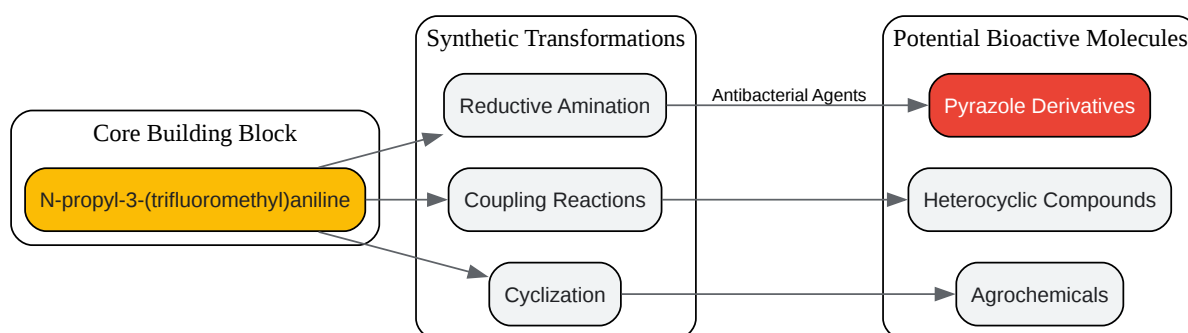 Core Building Block
N-propyl-3-(trifluoromethyl)aniline
Synthetic Transformations
Reductive Amination
Coupling Reactions
Cyclization
Antibacterial Agents
Potential Bioactive Molecules
Pyrazole Derivatives
Heterocyclic Compounds
Agrochemicals